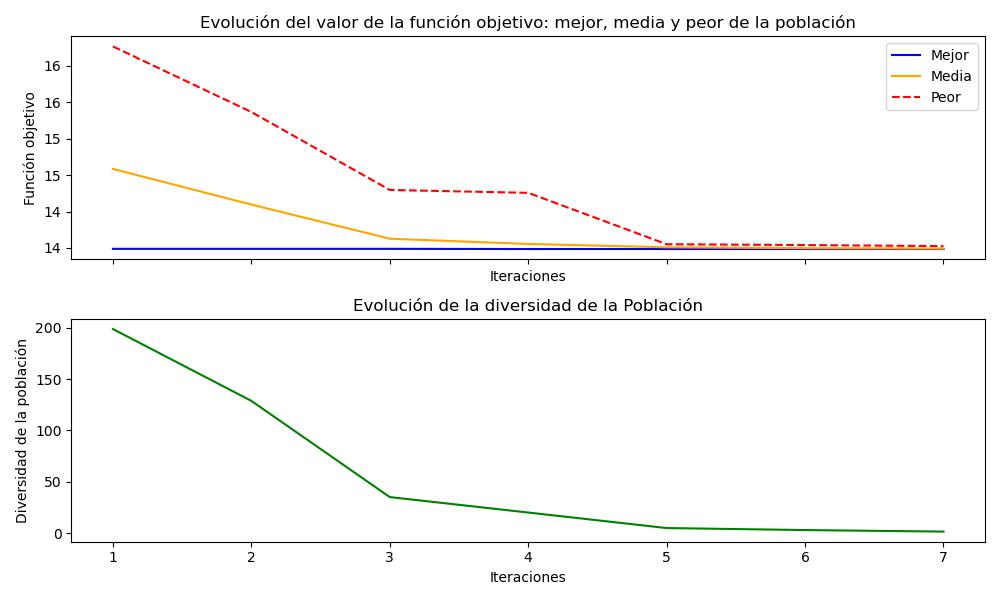 Evolución del valor de la función objetivo: mejor, media y peor de la población
Función objetivo
16
16
15
15
14
14
Mejor
Media
Peor
Iteraciones
Evolución de la diversidad de la Población
Diversidad de la población
200
150
100
50
0
1 2 3 4 5 6 7
Iteraciones